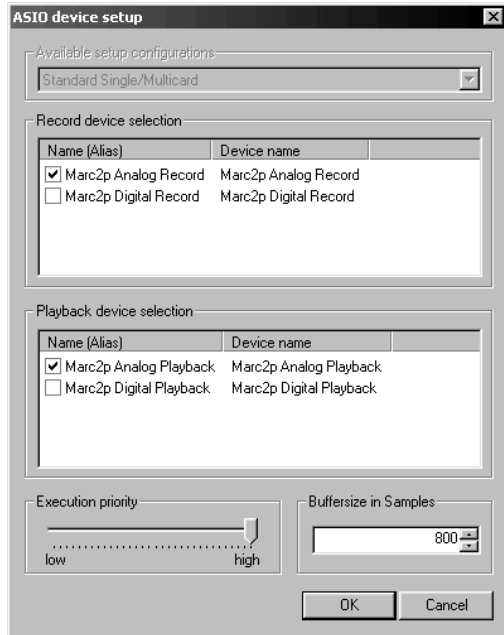 ASIO device setup
Available setup configurations
Standard Single/Multicard
Record device selection
Name (Alias) Device name
Marc2p Analog Record Marc2p Analog Record
Marc2p Digital Record Marc2p Digital Record
Playback device selection
Name (Alias) Device name
Marc2p Analog Playback Marc2p Analog Playback
Marc2p Digital Playback Marc2p Digital Playback
Execution priority Buffersize in Samples
800
low high
OK Cancel